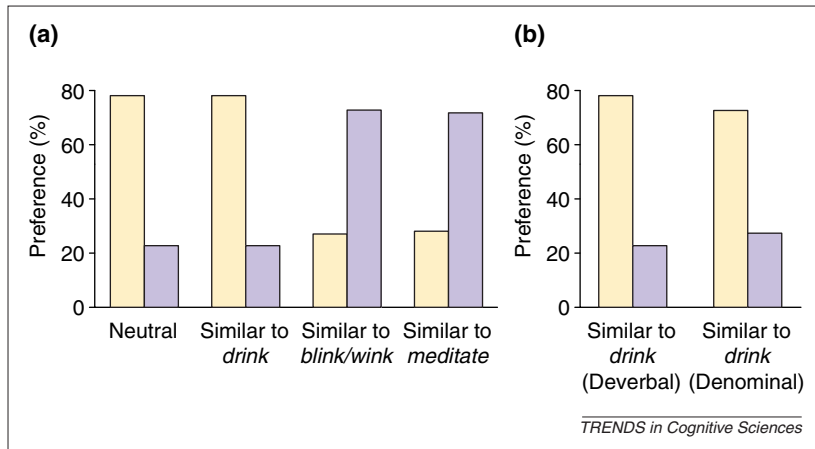 (a)
80
60
40
20
0
Preference (%)
Neutral
Similar to
drink
Similar to
blink/wink
Similar to
meditate
(b)
80
60
40
20
0
Preference (%)
Similar to
drink
(Deverbal)
Similar to
drink
(Denominal)
TRENDS in Cognitive Sciences